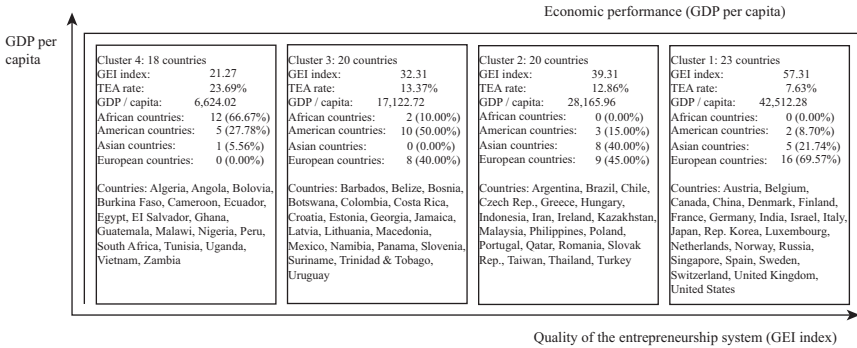 Economic performance (GDP per capita)
GDP per
capita
Cluster 4: 18 countries
GEI index: 21.27
TEA rate: 23.69%
GDP / capita: 6,624.02
African countries: 12 (66.67%)
American countries: 5 (27.78%)
Asian countries: 1 (5.56%)
European countries: 0 (0.00%)
Countries: Algeria, Angola, Bolovia,
Burkina Faso, Cameroon, Ecuador,
Egypt, El Salvador, Ghana,
Guatemala, Malawi, Nigeria, Peru,
South Africa, Tunisia, Uganda,
Vietnam, Zambia
Cluster 3: 20 countries
GEI index: 32.31
TEA rate: 13.37%
GDP / capita: 17,122.72
African countries: 2 (10.00%)
American countries: 10 (50.00%)
Asian countries: 0 (0.00%)
European countries: 8 (40.00%)
Countries: Barbados, Belize, Bosnia,
Botswana, Colombia, Costa Rica,
Croatia, Estonia, Georgia, Jamaica,
Latvia, Lithuania, Macedonia,
Mexico, Namibia, Panama, Slovenia,
Suriname, Trinidad & Tobago,
Uruguay
Cluster 2: 20 countries
GEI index: 39.31
TEA rate: 12.86%
GDP / capita: 28,165.96
African countries: 0 (0.00%)
American countries: 3 (15.00%)
Asian countries: 8 (40.00%)
European countries: 9 (45.00%)
Countries: Argentina, Brazil, Chile,
Czech Rep., Greece, Hungary,
Indonesia, Iran, Ireland, Kazakhstan,
Malaysia, Philippines, Poland,
Portugal, Qatar, Romania, Slovak
Rep., Taiwan, Thailand, Turkey
Cluster 1: 23 countries
GEI index: 57.31
TEA rate: 7.63%
GDP / capita: 42,512.28
African countries: 0 (0.00%)
American countries: 2 (8.70%)
Asian countries: 5 (21.74%)
European countries: 16 (69.57%)
Countries: Austria, Belgium,
Canada, China, Denmark, Finland,
France, Germany, India, Israel, Italy,
Japan, Rep. Korea, Luxembourg,
Netherlands, Norway, Russia,
Singapore, Spain, Sweden,
Switzerland, United Kingdom,
United States
Quality of the entrepreneurship system (GEI index)